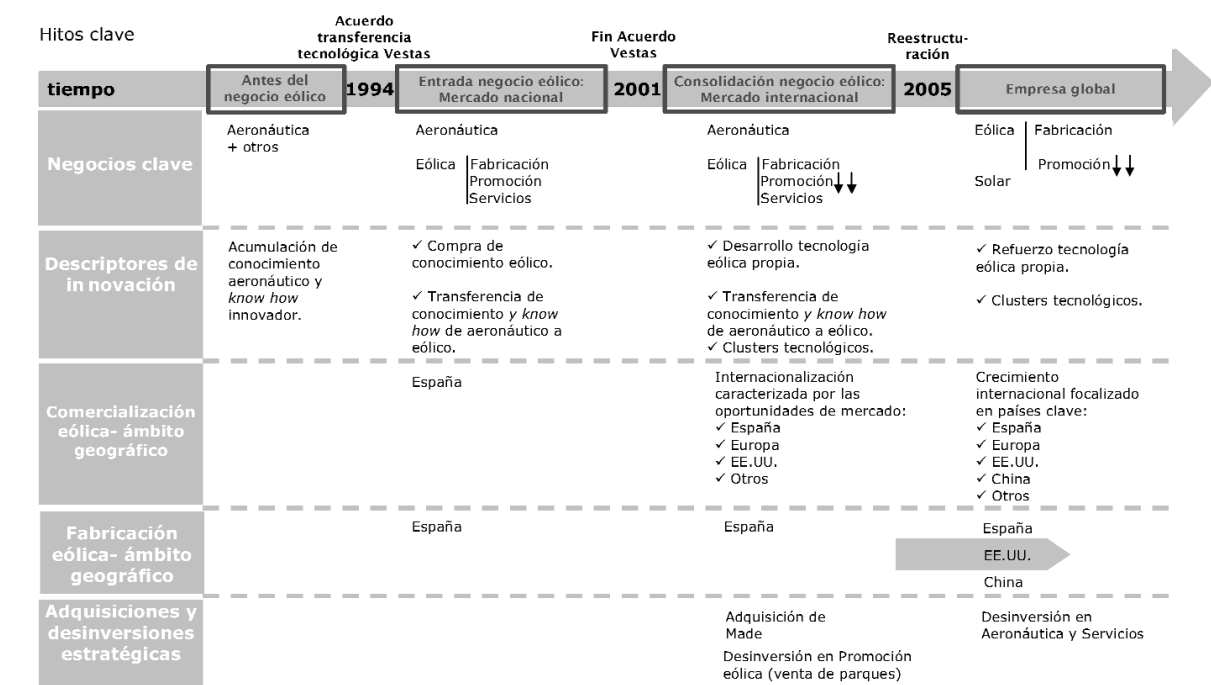 Hitos clave
Acuerdo
transferencia
tecnológica Vestas
Fin Acuerdo
Vestas
Reestructu-
ración
tiempo
Antes del
negocio eólico
1994
Entrada negocio eólico:
Mercado nacional
2001
Consolidación negocio eólico:
Mercado internacional
2005
Empresa global
Negocios clave
Aeronáutica
+ otros
Aeronáutica
Eólica
Fabricación
Promoción
Servicios
Aeronáutica
Eólica
Fabricación
Promoción
Servicios
Eólica
Fabricación
Promoción
Solar
Descriptores de
in novación
Acumulación de
conocimiento
aeronáutico y
know how
innovador.
✓ Compra de
conocimiento eólico.
✓ Transferencia de
conocimiento y know
how de aeronáutico a
eólico.
✓ Desarrollo tecnología
eólica propia.
✓ Transferencia de
conocimiento y know how
de aeronáutico a eólico.
✓ Clusters tecnológicos.
✓ Refuerzo tecnología
eólica propia.
✓ Clusters tecnológicos.
Comercialización
eólica- ámbito
geográfico
España
Internacionalización
caracterizada por las
oportunidades de mercado:
✓ España
✓ Europa
✓ EE.UU.
✓ Otros
Crecimiento
internacional focalizado
en países clave:
✓ España
✓ Europa
✓ EE.UU.
✓ China
✓ Otros
Fabricación
eólica- ámbito
geográfico
España
España
España
EE.UU.
China
Adquisiciones y
desinversiones
estratégicas
Adquisición de
Made
Desinversión en Promoción
eólica (venta de parques)
Desinversión en
Aeronáutica y Servicios